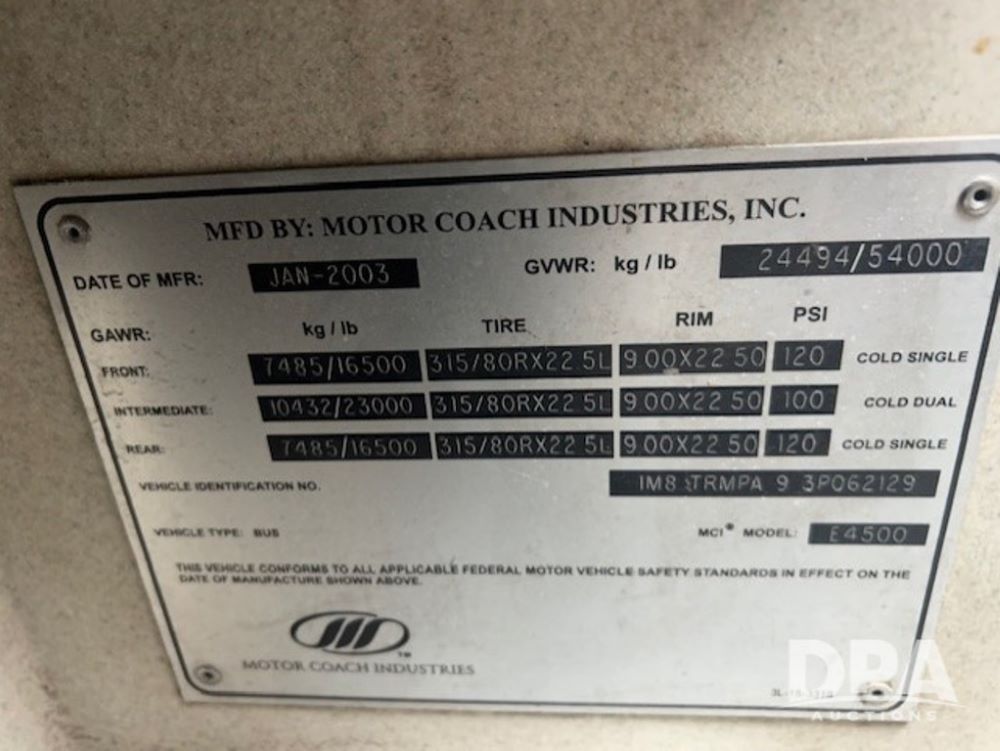 MFD BY: MOTOR COACH INDUSTRIES, INC.
DATE OF MFR: JAN-2003 GVWR: kg / lb 24494/54000
GAWR: kg / lb TIRE RIM PSI
FRONT: 7485/16500 315/80RX22 5L 9 00X22 50 120 COLD SINGLE
INTERMEDIATE: 10432/23000 315/80RX22 5L 9 00X22 50 100 COLD DUAL
REAR: 7485/16500 315/80RX22 5L 9 00X22 50 120 COLD SINGLE
VEHICLE IDENTIFICATION NO. 1M8 TRMPA 9 3P062129
VEHICLE TYPE: BUS MCI® MODEL: E4500
THIS VEHICLE CONFORMS TO ALL APPLICABLE FEDERAL MOTOR VEHICLE SAFETY STANDARDS IN EFFECT ON THE
DATE OF MANUFACTURE SHOWN ABOVE.
TM
MOTOR COACH INDUSTRIES
DPA
AUCTIONS